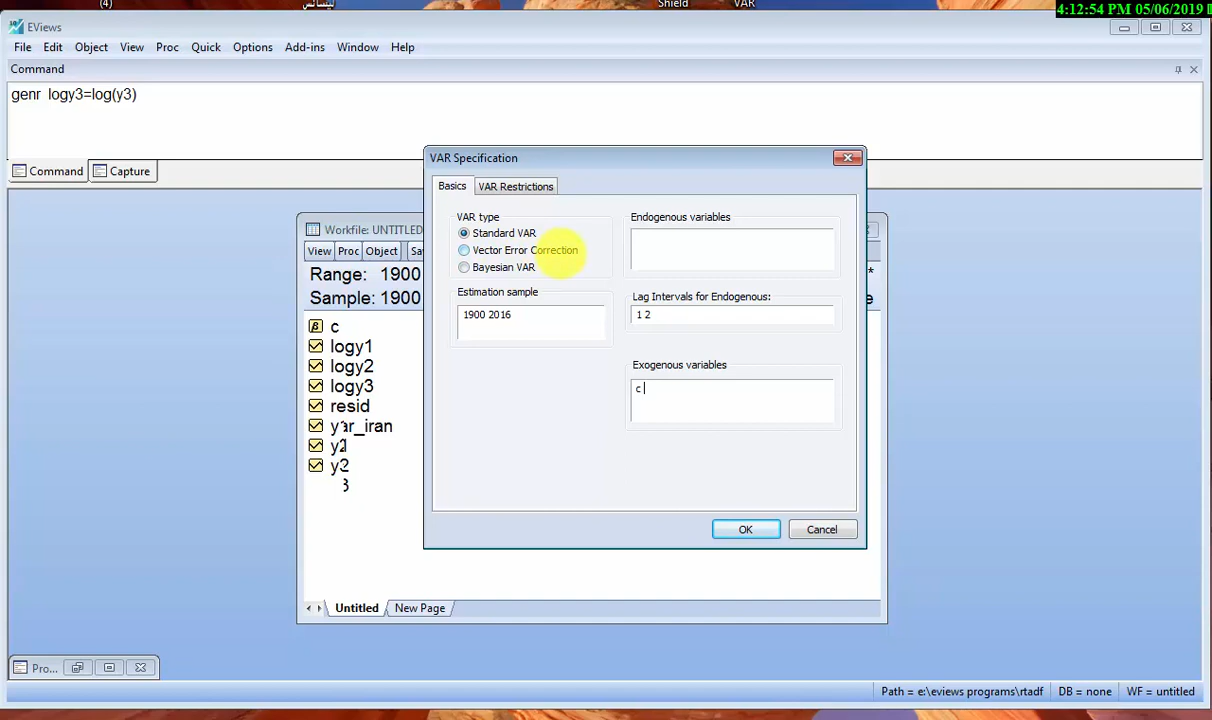 (4)
Shield
VAR
4:12:54 PM 05/06/2019
EViews
File Edit Object View Proc Quick Options Add-ins Window Help
Command
genr logy3=log(y3)
Command Capture
VAR Specification
Basics VAR Restrictions
VAR type
Standard VAR
Vector Error Correction
Bayesian VAR
Estimation sample
1900 2016
Endogenous variables
Lag Intervals for Endogenous:
1 2
Exogenous variables
c
OK Cancel
Workfile: UNTITLED
View Proc Object
Range: 1900
Sample: 1900
c
logy1
logy2
logy3
resid
Untitled New Page
Pro...
Path = e:\eviews programs\rtadf DB = none WF = untitled